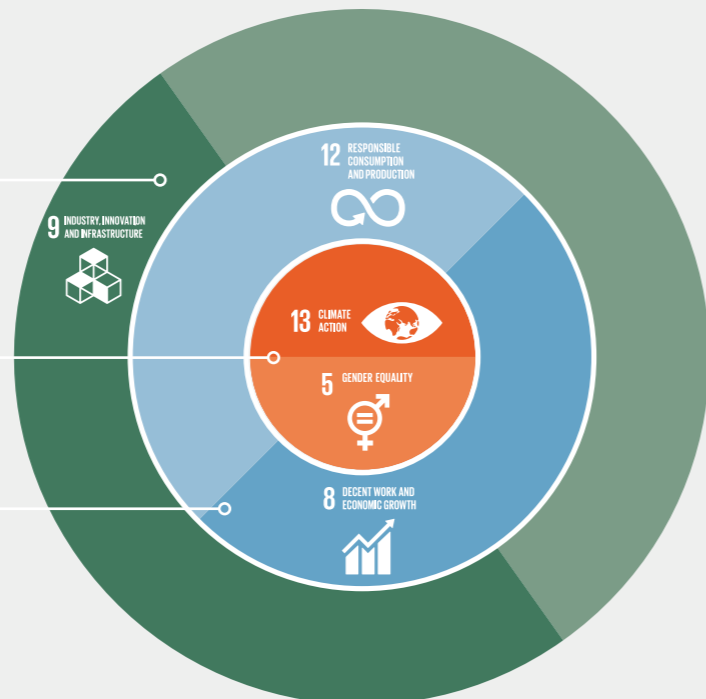 12 RESPONSIBLE
CONSUMPTION
AND PRODUCTION
9 INDUSTRY, INNOVATION
AND INFRASTRUCTURE
13 CLIMATE
ACTION
5 GENDER EQUALITY
8 DECENT WORK AND
ECONOMIC GROWTH